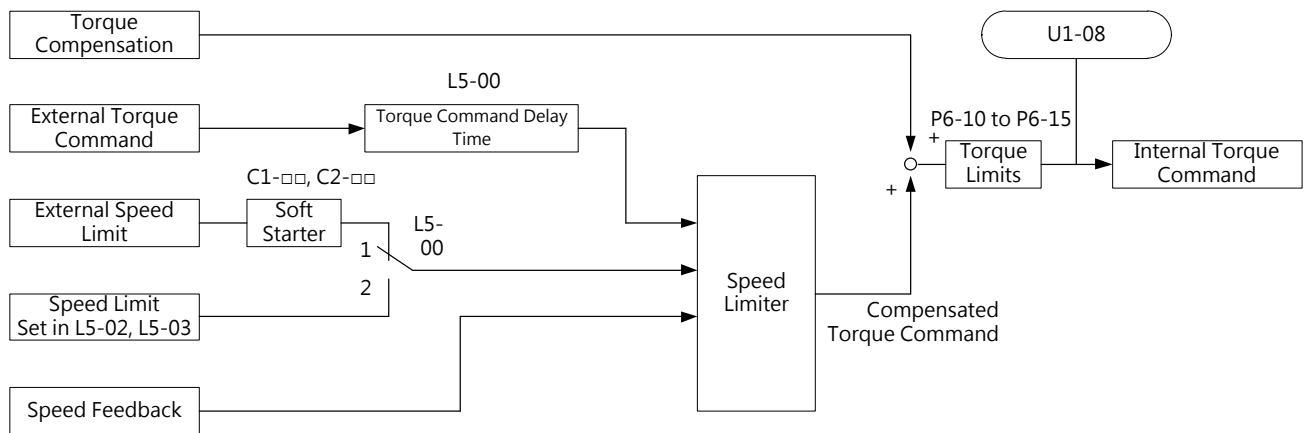 Torque
Compensation
U1-08
L5-00
External Torque
Command
Torque Command Delay
Time
P6-10 to P6-15
+
Torque
Limits
Internal Torque
Command
+
C1-□□, C2-□□
External Speed
Limit
Soft
Starter
L5-
00
1
2
Speed
Limiter
Speed Limit
Set in L5-02, L5-03
Compensated
Torque Command
Speed Feedback